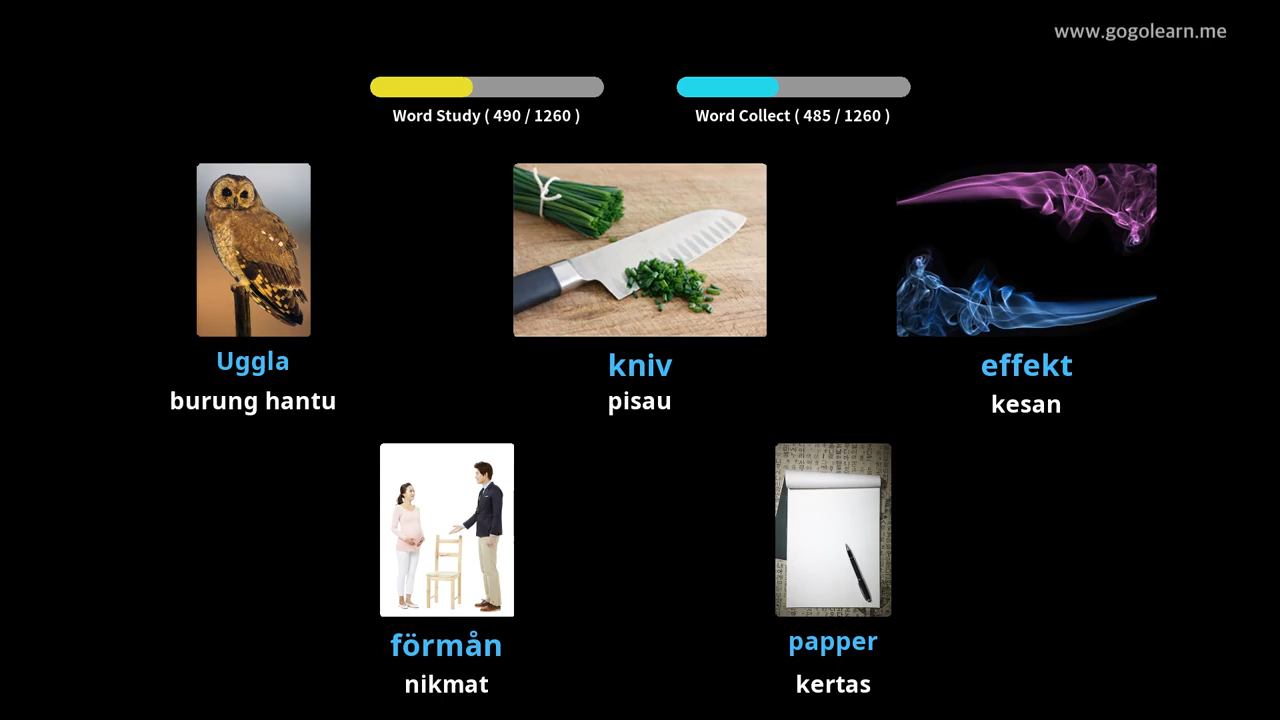 www.gogolearn.me
Word Study ( 490 / 1260 )
Word Collect ( 485 / 1260 )
Uggla
burung hantu
kniv
pisau
effekt
kesan
förmån
nikmat
papper
kertas